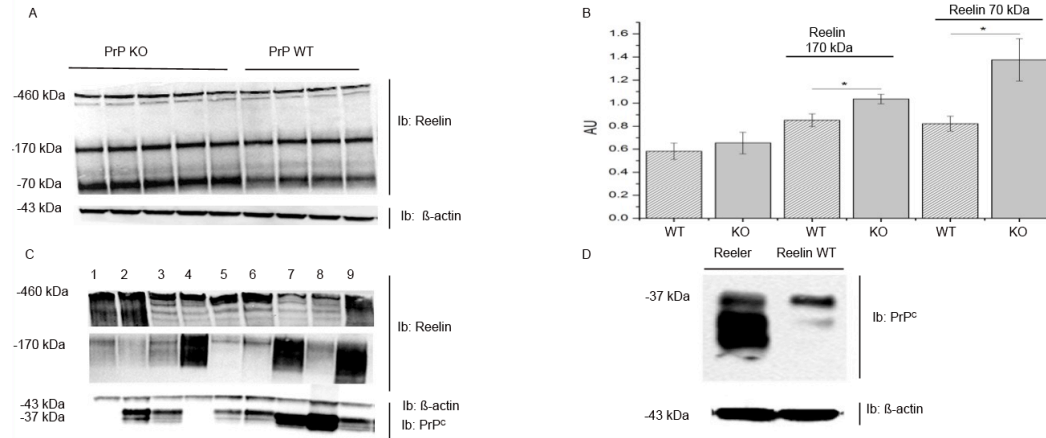 A
PrP KO PrP WT
-460 kDa
-170 kDa
-70 kDa
-43 kDa
Ib: Reelin
Ib: ß-actin
B
Reelin 70 kDa
Reelin
170 kDa
*
*
1.6
1.4
1.2
1.0
0.8
0.6
0.4
0.2
0.0
AU
WT KO WT KO WT KO
C
1 2 3 4 5 6 7 8 9
-460 kDa
-170 kDa
-43 kDa
-37 kDa
Ib: Reelin
Ib: ß-actin
Ib: PrPᶜ
D
Reeler Reelin WT
-37 kDa
Ib: PrPᶜ
-43 kDa
Ib: ß-actin